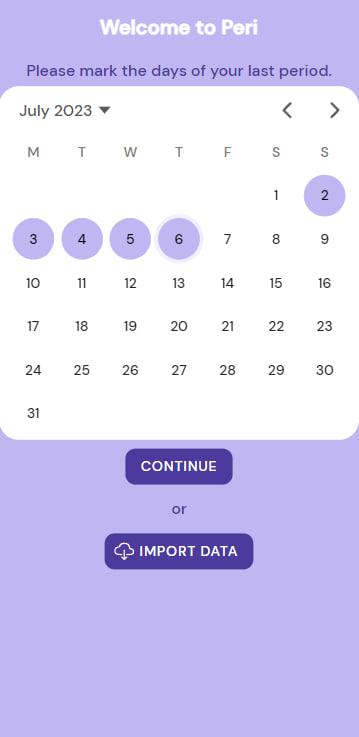 Welcome to Peri
Please mark the days of your last period.
July 2023
M T W T F S S
1 2
3 4 5 6 7 8 9
10 11 12 13 14 15 16
17 18 19 20 21 22 23
24 25 26 27 28 29 30
31
CONTINUE
or
IMPORT DATA